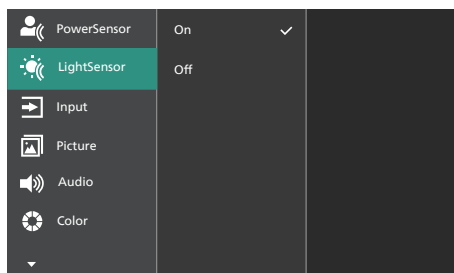 PowerSensor
LightSensor
Input
Picture
Audio
Color
On
Off